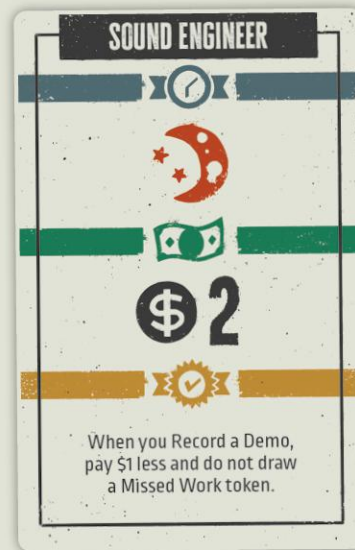 SOUND ENGINEER
$ 2
When you Record a Demo,
pay $1 less and do not draw
a Missed Work token.